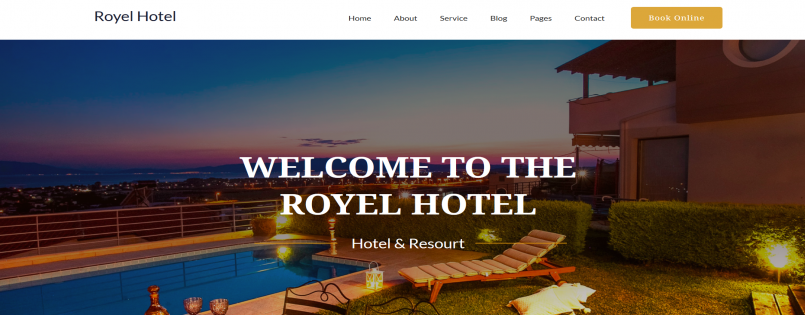 Royel Hotel
Home About Service Blog Pages Contact Book Online
WELCOME TO THE
ROYEL HOTEL
Hotel & Resourt